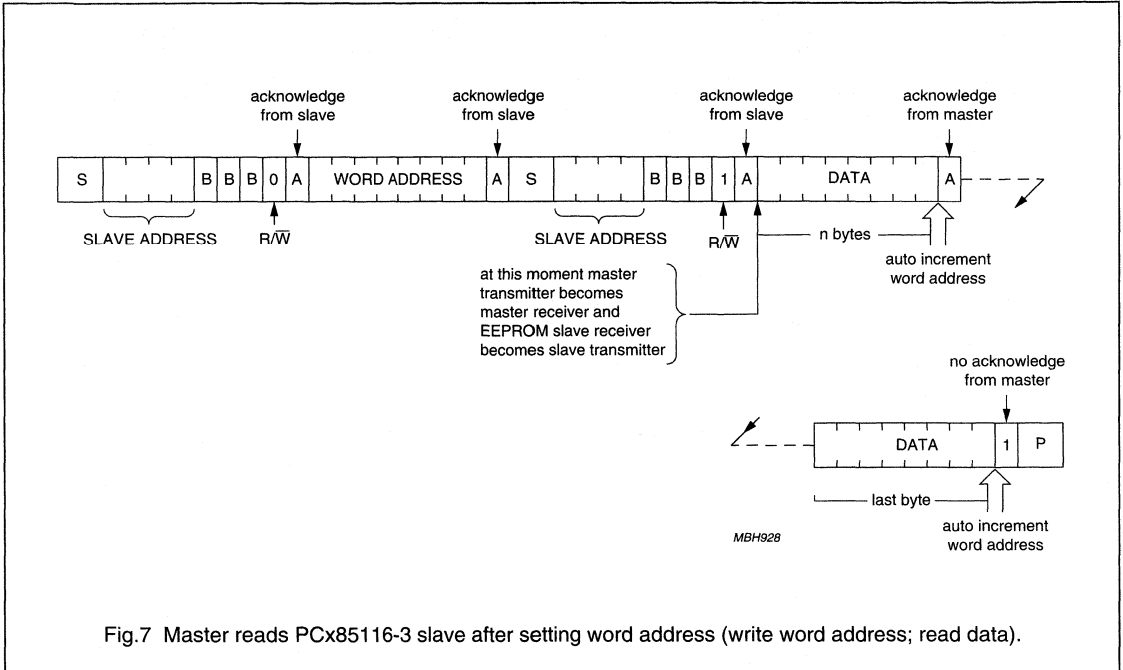 acknowledge
from slave
acknowledge
from slave
acknowledge
from slave
acknowledge
from master
S B B B 0 A WORD ADDRESS A S B B B 1 A DATA A
SLAVE ADDRESS
R/W̅
SLAVE ADDRESS
R/W̅
n bytes
auto increment
word address
at this moment master
transmitter becomes
master receiver and
EEPROM slave receiver
becomes slave transmitter
no acknowledge
from master
DATA 1 P
last byte
auto increment
word address
MBH928
Fig.7 Master reads PCx85116-3 slave after setting word address (write word address; read data).